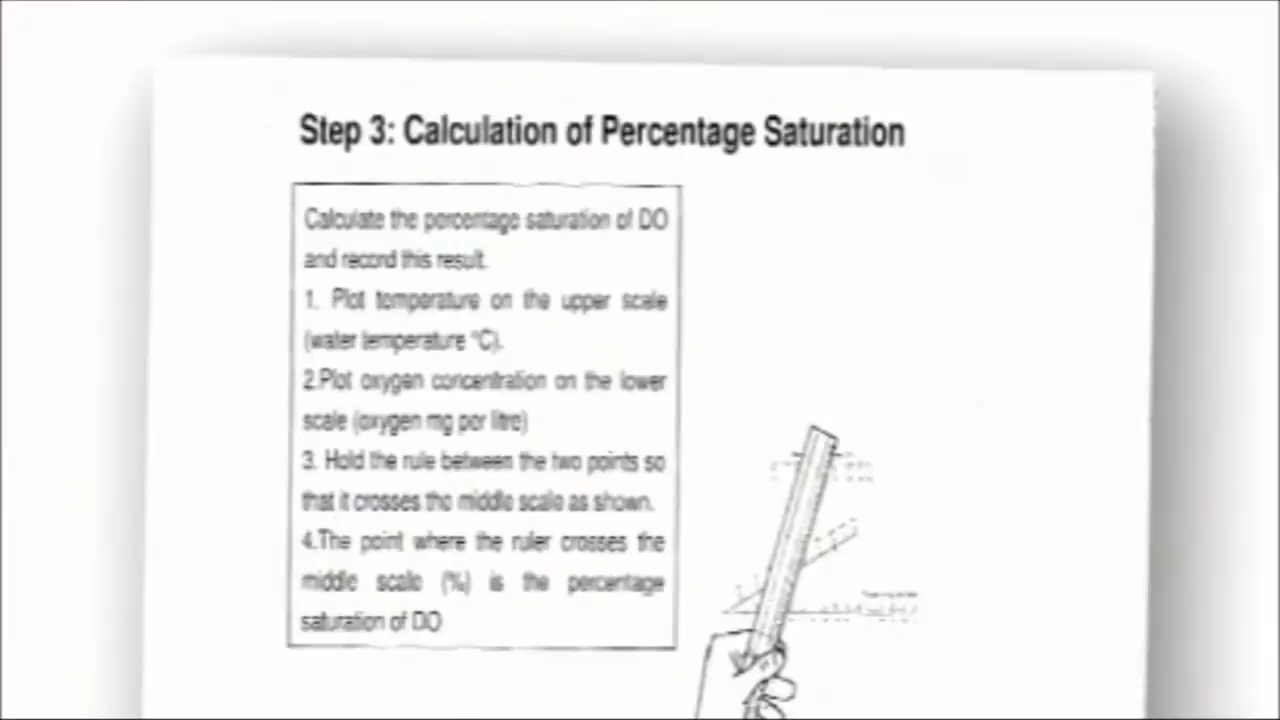 Step 3: Calculation of Percentage Saturation
Calculate the percentage saturation of DO
and record this result.
1. Plot temperature on the upper scale
(water temperature °C).
2.Plot oxygen concentration on the lower
scale (oxygen mg per litre)
3. Hold the rule between the two points so
that it crosses the middle scale as shown.
4.The point where the ruler crosses the
middle scale (%) is the percentage
saturation of DO